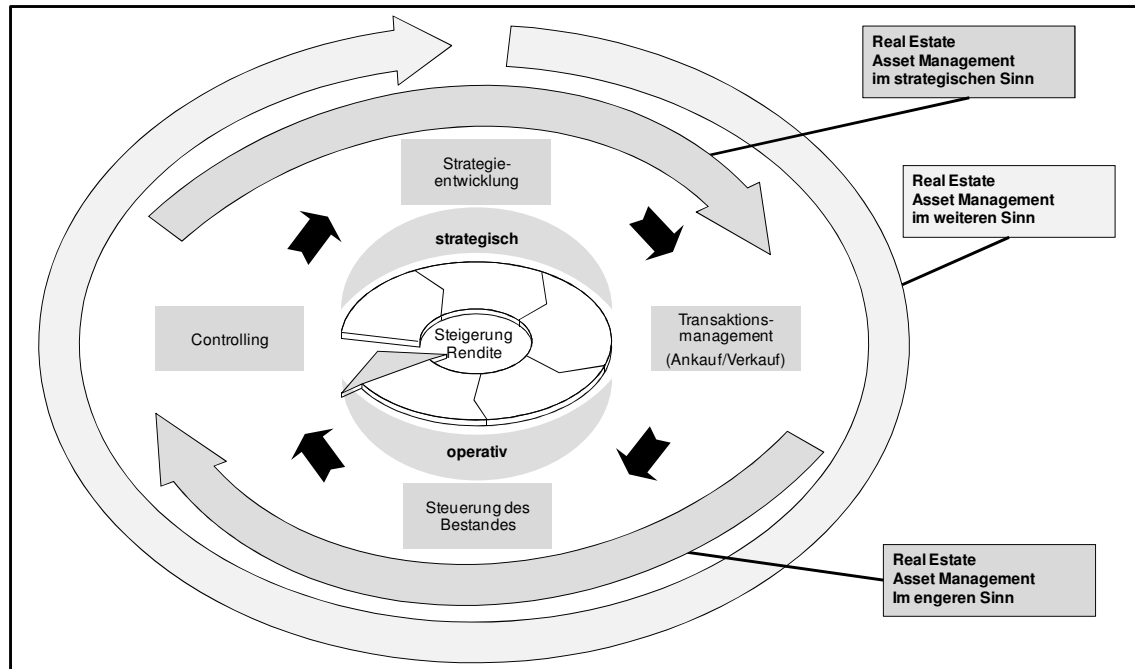 Real Estate
Asset Management
im strategischen Sinn
Strategie-
entwicklung
strategisch
Real Estate
Asset Management
im weiteren Sinn
Controlling
Steigerung
Rendite
Transaktions-
management
(Ankauf/Verkauf)
operativ
Steuerung des
Bestandes
Real Estate
Asset Management
Im engeren Sinn